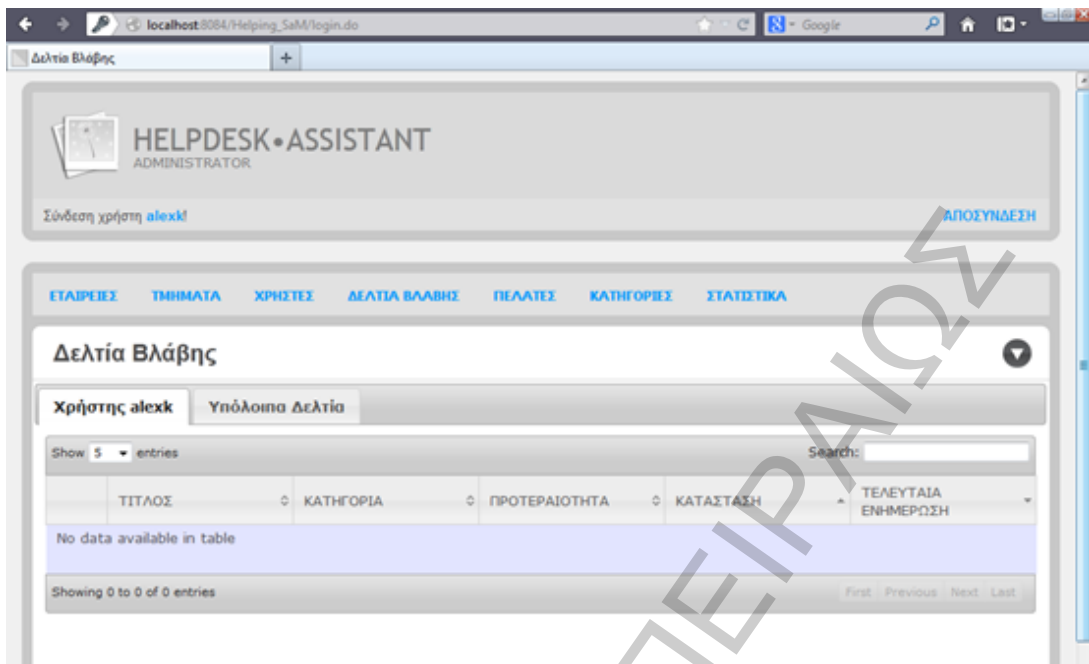 localhost:8084/Helping_SaM/login.do
Google
Δελτία Βλάβης
HELPDESK•ASSISTANT
ADMINISTRATOR
Σύνδεση χρήστη alexk!
ΑΠΟΣΥΝΔΕΣΗ
ΕΤΑΙΡΕΙΕΣ ΤΜΗΜΑΤΑ ΧΡΗΣΤΕΣ ΔΕΛΤΙΑ ΒΛΑΒΗΣ ΠΕΛΑΤΕΣ ΚΑΤΗΓΟΡΙΕΣ ΣΤΑΤΙΣΤΙΚΑ
Δελτία Βλάβης
Χρήστης alexk Υπόλοιπα Δελτία
Show 5 entries Search:
ΤΙΤΛΟΣ ΚΑΤΗΓΟΡΙΑ ΠΡΟΤΕΡΑΙΟΤΗΤΑ ΚΑΤΑΣΤΑΣΗ ΤΕΛΕΥΤΑΙΑ
ΕΝΗΜΕΡΩΣΗ
No data available in table
Showing 0 to 0 of 0 entries First Previous Next Last
ΠΕΙΡΑΙΩΣ